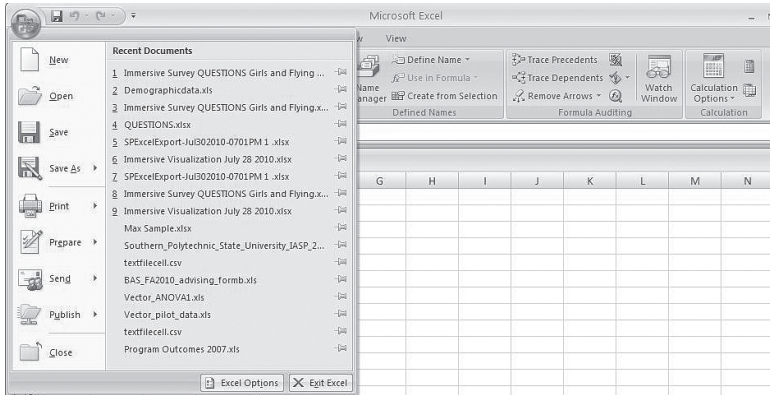 Microsoft Excel
View
New
Open
Save
Save As
Print
Prepare
Send
Publish
Close
Recent Documents
1 Immersive Survey QUESTIONS Girls and Flying ...
2 Demographicdata.xls
3 Immersive Survey QUESTIONS Girls and Flying.x...
4 QUESTIONS.xlsx
5 SPExcelExport-Jul302010-0701PM 1 .xlsx
6 Immersive Visualization July 28 2010.xlsx
7 SPExcelExport-Jul302010-0701PM 1 .xlsx
8 Immersive Survey QUESTIONS Girls and Flying.x...
9 Immersive Visualization July 28 2010.xlsx
Max Sample.xlsx
Southern_Polytechnic_State_University_IASP_2...
textfilecell.csv
BAS_FA2010_advising_formb.xls
Vector_ANOVA1.xls
Vector_pilot_data.xls
textfilecell.csv
Program Outcomes 2007.xls
Excel Options
Exit Excel
Name
anager
Define Name
Use in Formula
Create from Selection
Defined Names
Trace Precedents
Trace Dependents
Remove Arrows
Watch
Window
Formula Auditing
Calculation
Options
Calculation
G H I J K L M N